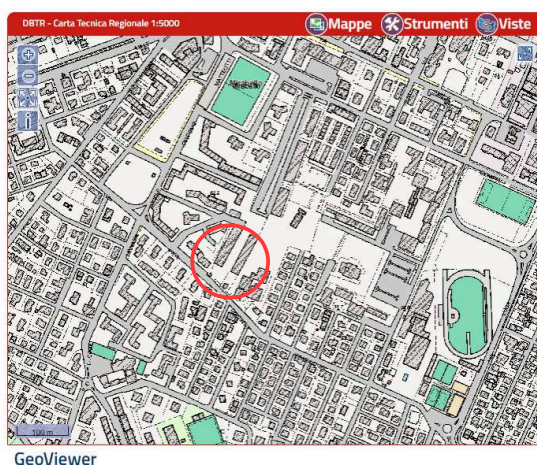 DBTR - Carta Tecnica Regionale 1:5000
Mappe
Strumenti
Viste
100 m
GeoViewer